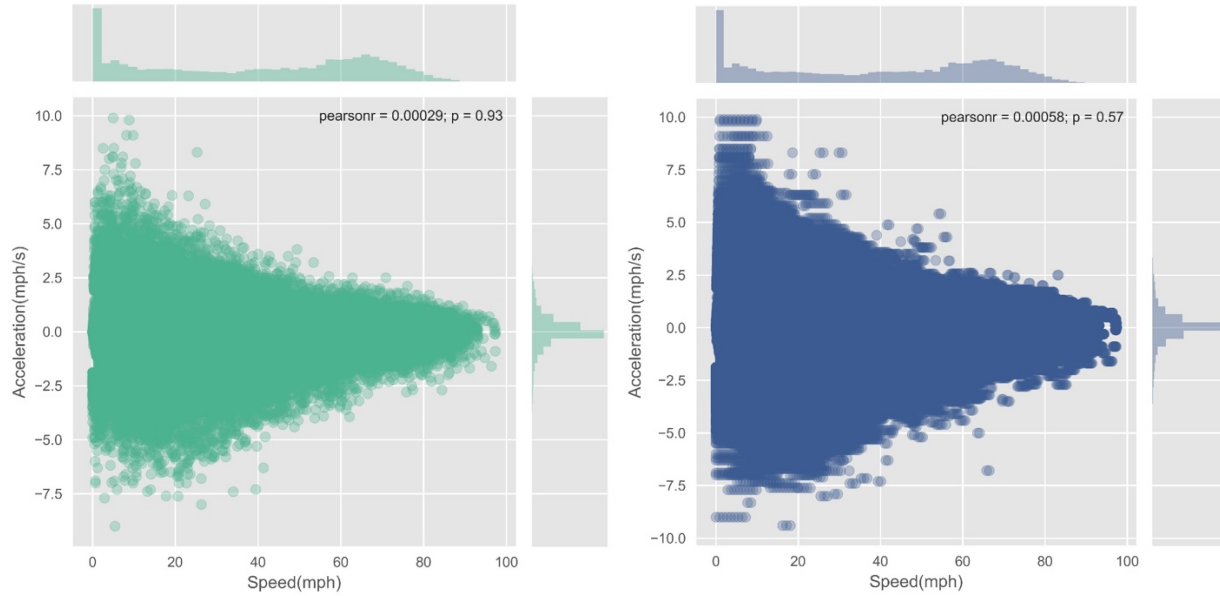 pearsonr = 0.00029; p = 0.93
10.0
7.5
5.0
2.5
0.0
−2.5
−5.0
−7.5
Acceleration(mph/s)
0 20 40 60 80 100
Speed(mph)
pearsonr = 0.00058; p = 0.57
10.0
7.5
5.0
2.5
0.0
−2.5
−5.0
−7.5
−10.0
Acceleration(mph/s)
0 20 40 60 80 100
Speed(mph)